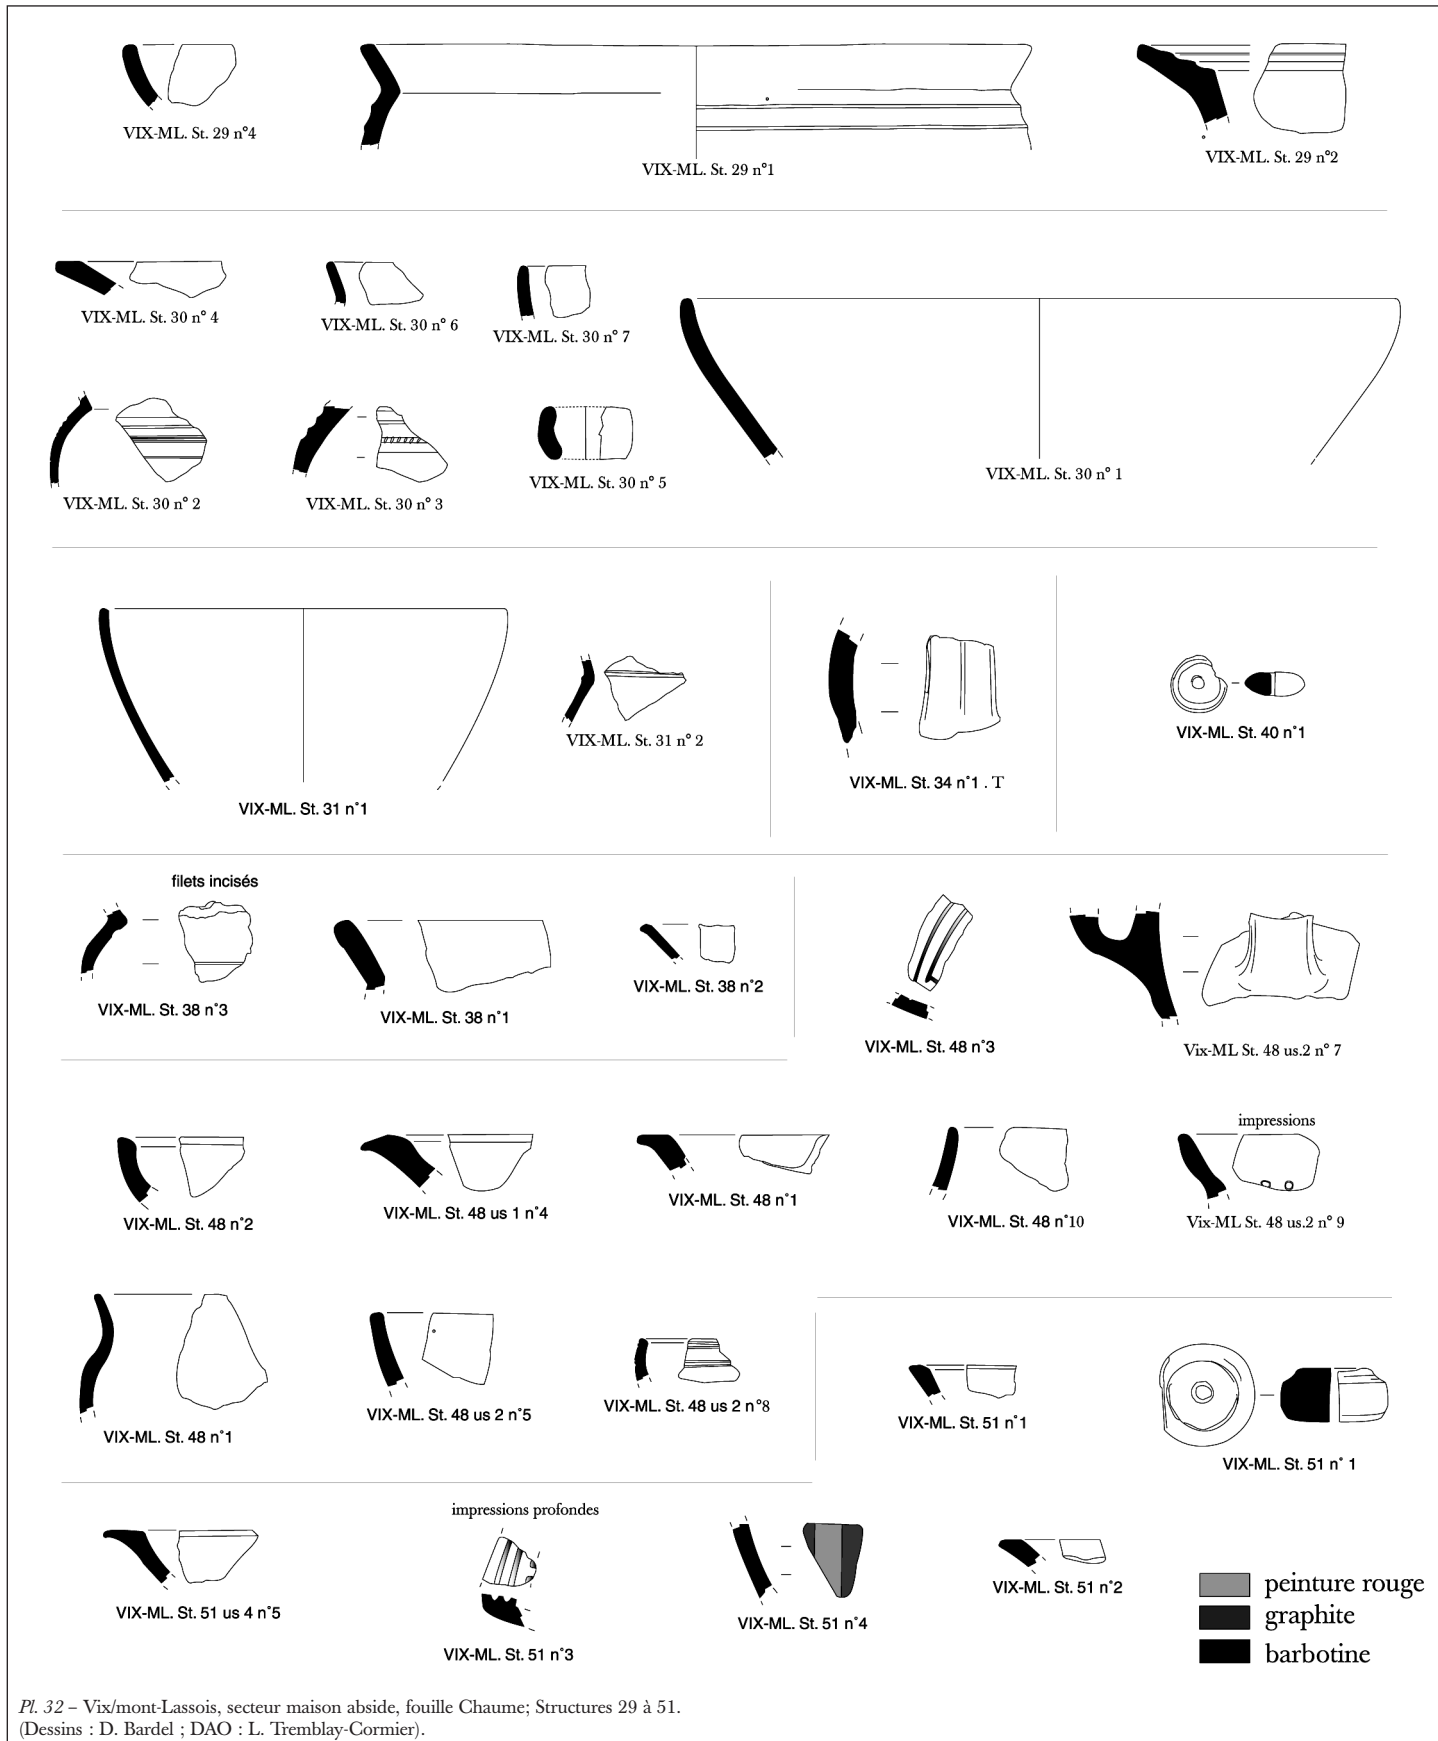 VIX-ML. St. 29 n°4
VIX-ML. St. 29 n°1
VIX-ML. St. 29 n°2
VIX-ML. St. 30 n° 4
VIX-ML. St. 30 n° 6
VIX-ML. St. 30 n° 7
VIX-ML. St. 30 n° 2
VIX-ML. St. 30 n° 3
VIX-ML. St. 30 n° 5
VIX-ML. St. 30 n° 1
VIX-ML. St. 31 n°1
VIX-ML. St. 31 n° 2
VIX-ML. St. 34 n°1 . T
VIX-ML. St. 40 n°1
filets incisés
VIX-ML. St. 38 n°3
VIX-ML. St. 38 n°1
VIX-ML. St. 38 n°2
VIX-ML. St. 48 n°3
Vix-ML St. 48 us.2 n° 7
impressions
VIX-ML. St. 48 n°2
VIX-ML. St. 48 us 1 n°4
VIX-ML. St. 48 n°1
VIX-ML. St. 48 n°10
Vix-ML St. 48 us.2 n° 9
VIX-ML. St. 48 n°1
VIX-ML. St. 48 us 2 n°5
VIX-ML. St. 48 us 2 n°8
VIX-ML. St. 51 n°1
VIX-ML. St. 51 n° 1
impressions profondes
VIX-ML. St. 51 us 4 n°5
VIX-ML. St. 51 n°3
VIX-ML. St. 51 n°4
VIX-ML. St. 51 n°2
peinture rouge
graphite
barbotine
Pl. 32 – Vix/mont-Lassois, secteur maison abside, fouille Chaume; Structures 29 à 51.
(Dessins : D. Bardel ; DAO : L. Tremblay-Cormier).